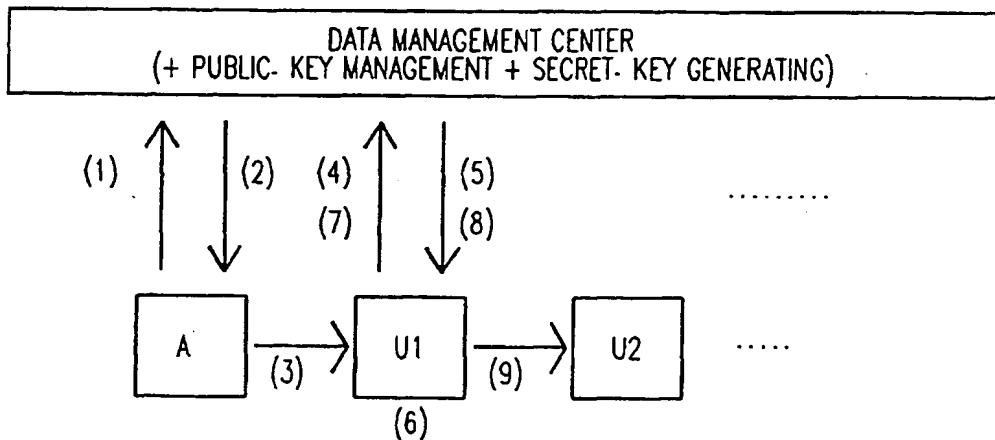 DATA MANAGEMENT CENTER
(+ PUBLIC- KEY MANAGEMENT + SECRET- KEY GENERATING)
(1) (2) (4) (5)
(7) (8)
A U1 U2
(3) (9)
(6)